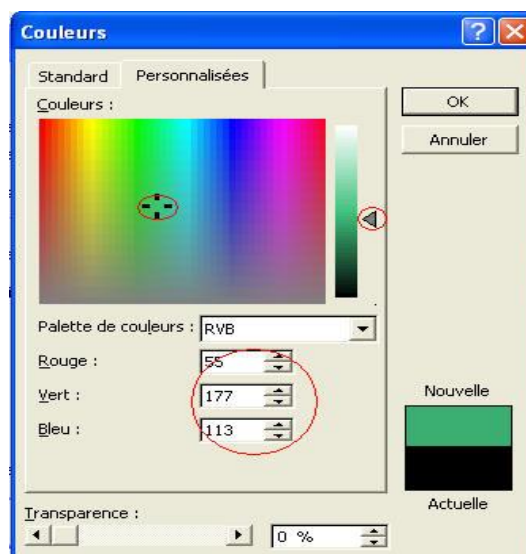 Couleurs
Standard Personnalisées
Couleurs :
OK
Annuler
Palette de couleurs : RVB
Rouge : 55
Vert : 177
Bleu : 113
Nouvelle
Actuelle
Transparence :
0 %